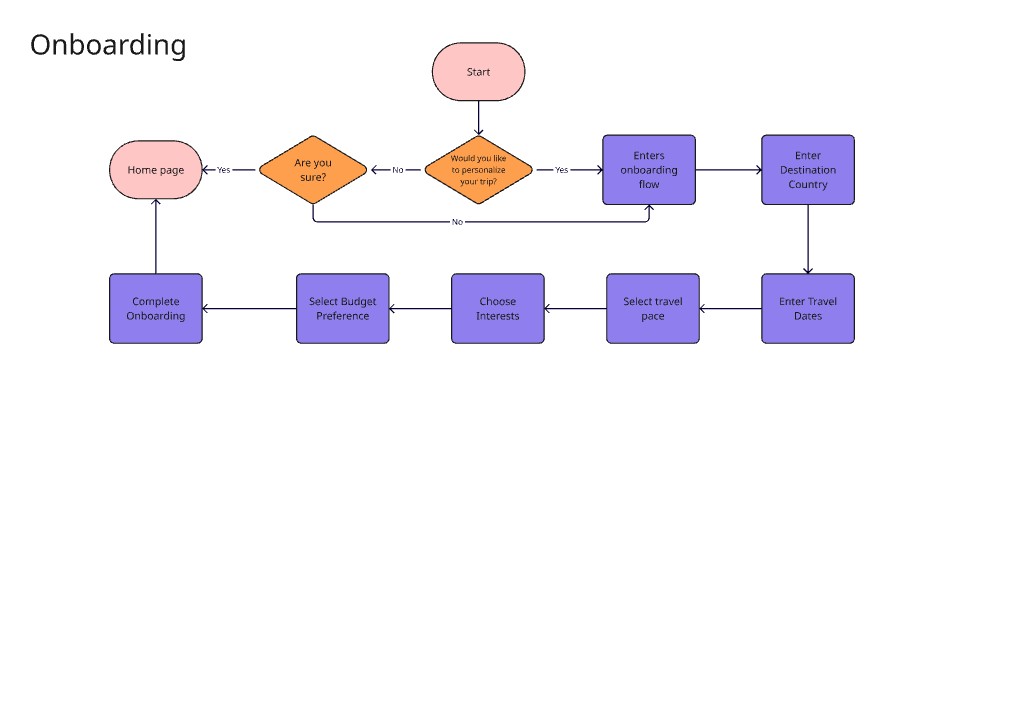 Onboarding
Start
Home page
Yes
Are you
sure?
No
Would you like
to personalize
your trip?
Yes
Enters
onboarding
flow
Enter
Destination
Country
No
Complete
Onboarding
Select Budget
Preference
Choose
Interests
Select travel
pace
Enter Travel
Dates